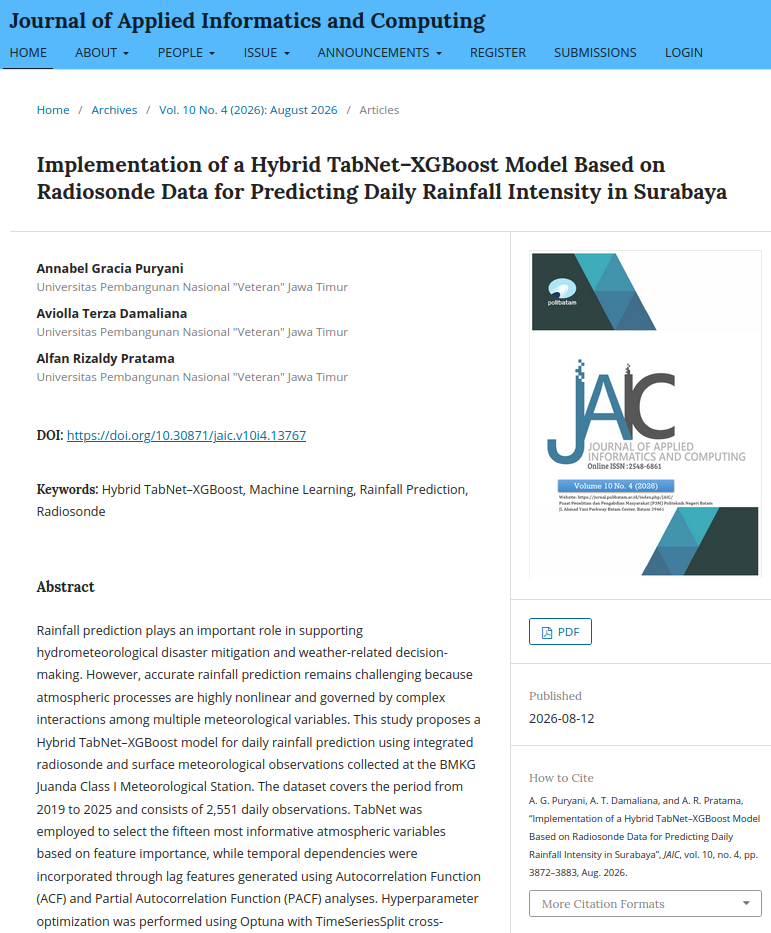 Journal of Applied Informatics and Computing
HOME ABOUT PEOPLE ISSUE ANNOUNCEMENTS REGISTER SUBMISSIONS LOGIN
Home / Archives / Vol. 10 No. 4 (2026): August 2026 / Articles
Implementation of a Hybrid TabNet–XGBoost Model Based on
Radiosonde Data for Predicting Daily Rainfall Intensity in Surabaya
Annabel Gracia Puryani
Universitas Pembangunan Nasional "Veteran" Jawa Timur
Aviolla Terza Damaliana
Universitas Pembangunan Nasional "Veteran" Jawa Timur
Alfan Rizaldy Pratama
Universitas Pembangunan Nasional "Veteran" Jawa Timur
DOI: https://doi.org/10.30871/jaic.v10i4.13767
Keywords: Hybrid TabNet–XGBoost, Machine Learning, Rainfall Prediction,
Radiosonde
Abstract
Rainfall prediction plays an important role in supporting
hydrometeorological disaster mitigation and weather-related decision-
making. However, accurate rainfall prediction remains challenging because
atmospheric processes are highly nonlinear and governed by complex
interactions among multiple meteorological variables. This study proposes a
Hybrid TabNet–XGBoost model for daily rainfall prediction using integrated
radiosonde and surface meteorological observations collected at the BMKG
Juanda Class I Meteorological Station. The dataset covers the period from
2019 to 2025 and consists of 2,551 daily observations. TabNet was
employed to select the fifteen most informative atmospheric variables
based on feature importance, while temporal dependencies were
incorporated through lag features generated using Autocorrelation Function
(ACF) and Partial Autocorrelation Function (PACF) analyses. Hyperparameter
optimization was performed using Optuna with TimeSeriesSplit cross-
polibatam
JAIC
JOURNAL OF APPLIED
INFORMATICS AND COMPUTING
Online ISSN : 2548-6861
Volume 10 No. 4 (2026)
Website: https://jurnal.polibatam.ac.id/index.php/JAIC/
Pusat Penelitian dan Pengabdian Masyarakat (P3M) Politeknik Negeri Batam
Jl. Ahmad Yani Parkway Batam Center, Batam 29461
PDF
Published
2026-08-12
How to Cite
A. G. Puryani, A. T. Damaliana, and A. R. Pratama,
“Implementation of a Hybrid TabNet–XGBoost Model
Based on Radiosonde Data for Predicting Daily
Rainfall Intensity in Surabaya”, JAIC, vol. 10, no. 4, pp.
3872–3883, Aug. 2026.
More Citation Formats